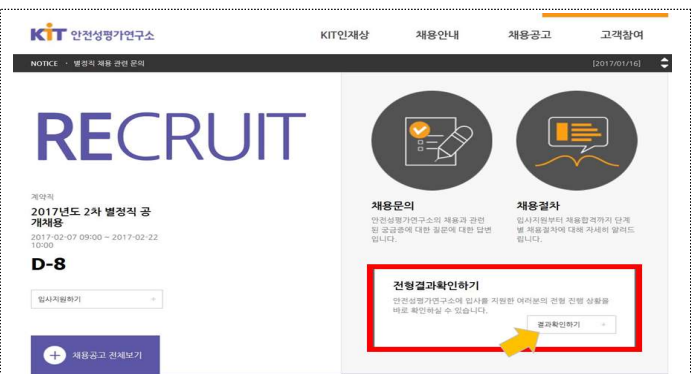 KIT 안전성평가연구소
KIT인재상 채용안내 채용공고 고객참여
NOTICE · 별정직 채용 관련 문의 [2017/01/16]
RECRUIT
계약직
2017년도 2차 별정직 공
개채용
2017-02-07 09:00 ~ 2017-02-22
10:00
D-8
입사지원하기
채용공고 전체보기
채용
문의
안전성평가연구소의 채용과 관련
된 궁금증에 대한 질문에 대한 답변
입니다.
채용절차
입사지원부터 채용합격까지 단계
별 채용절차에 대해 자세히 알려드
립니다.
전형결과확인하기
안전성평가연구소에 입사를 지원한 여러분의 전형 진행 상황을
바로 확인하실 수 있습니다.
결과확인하기